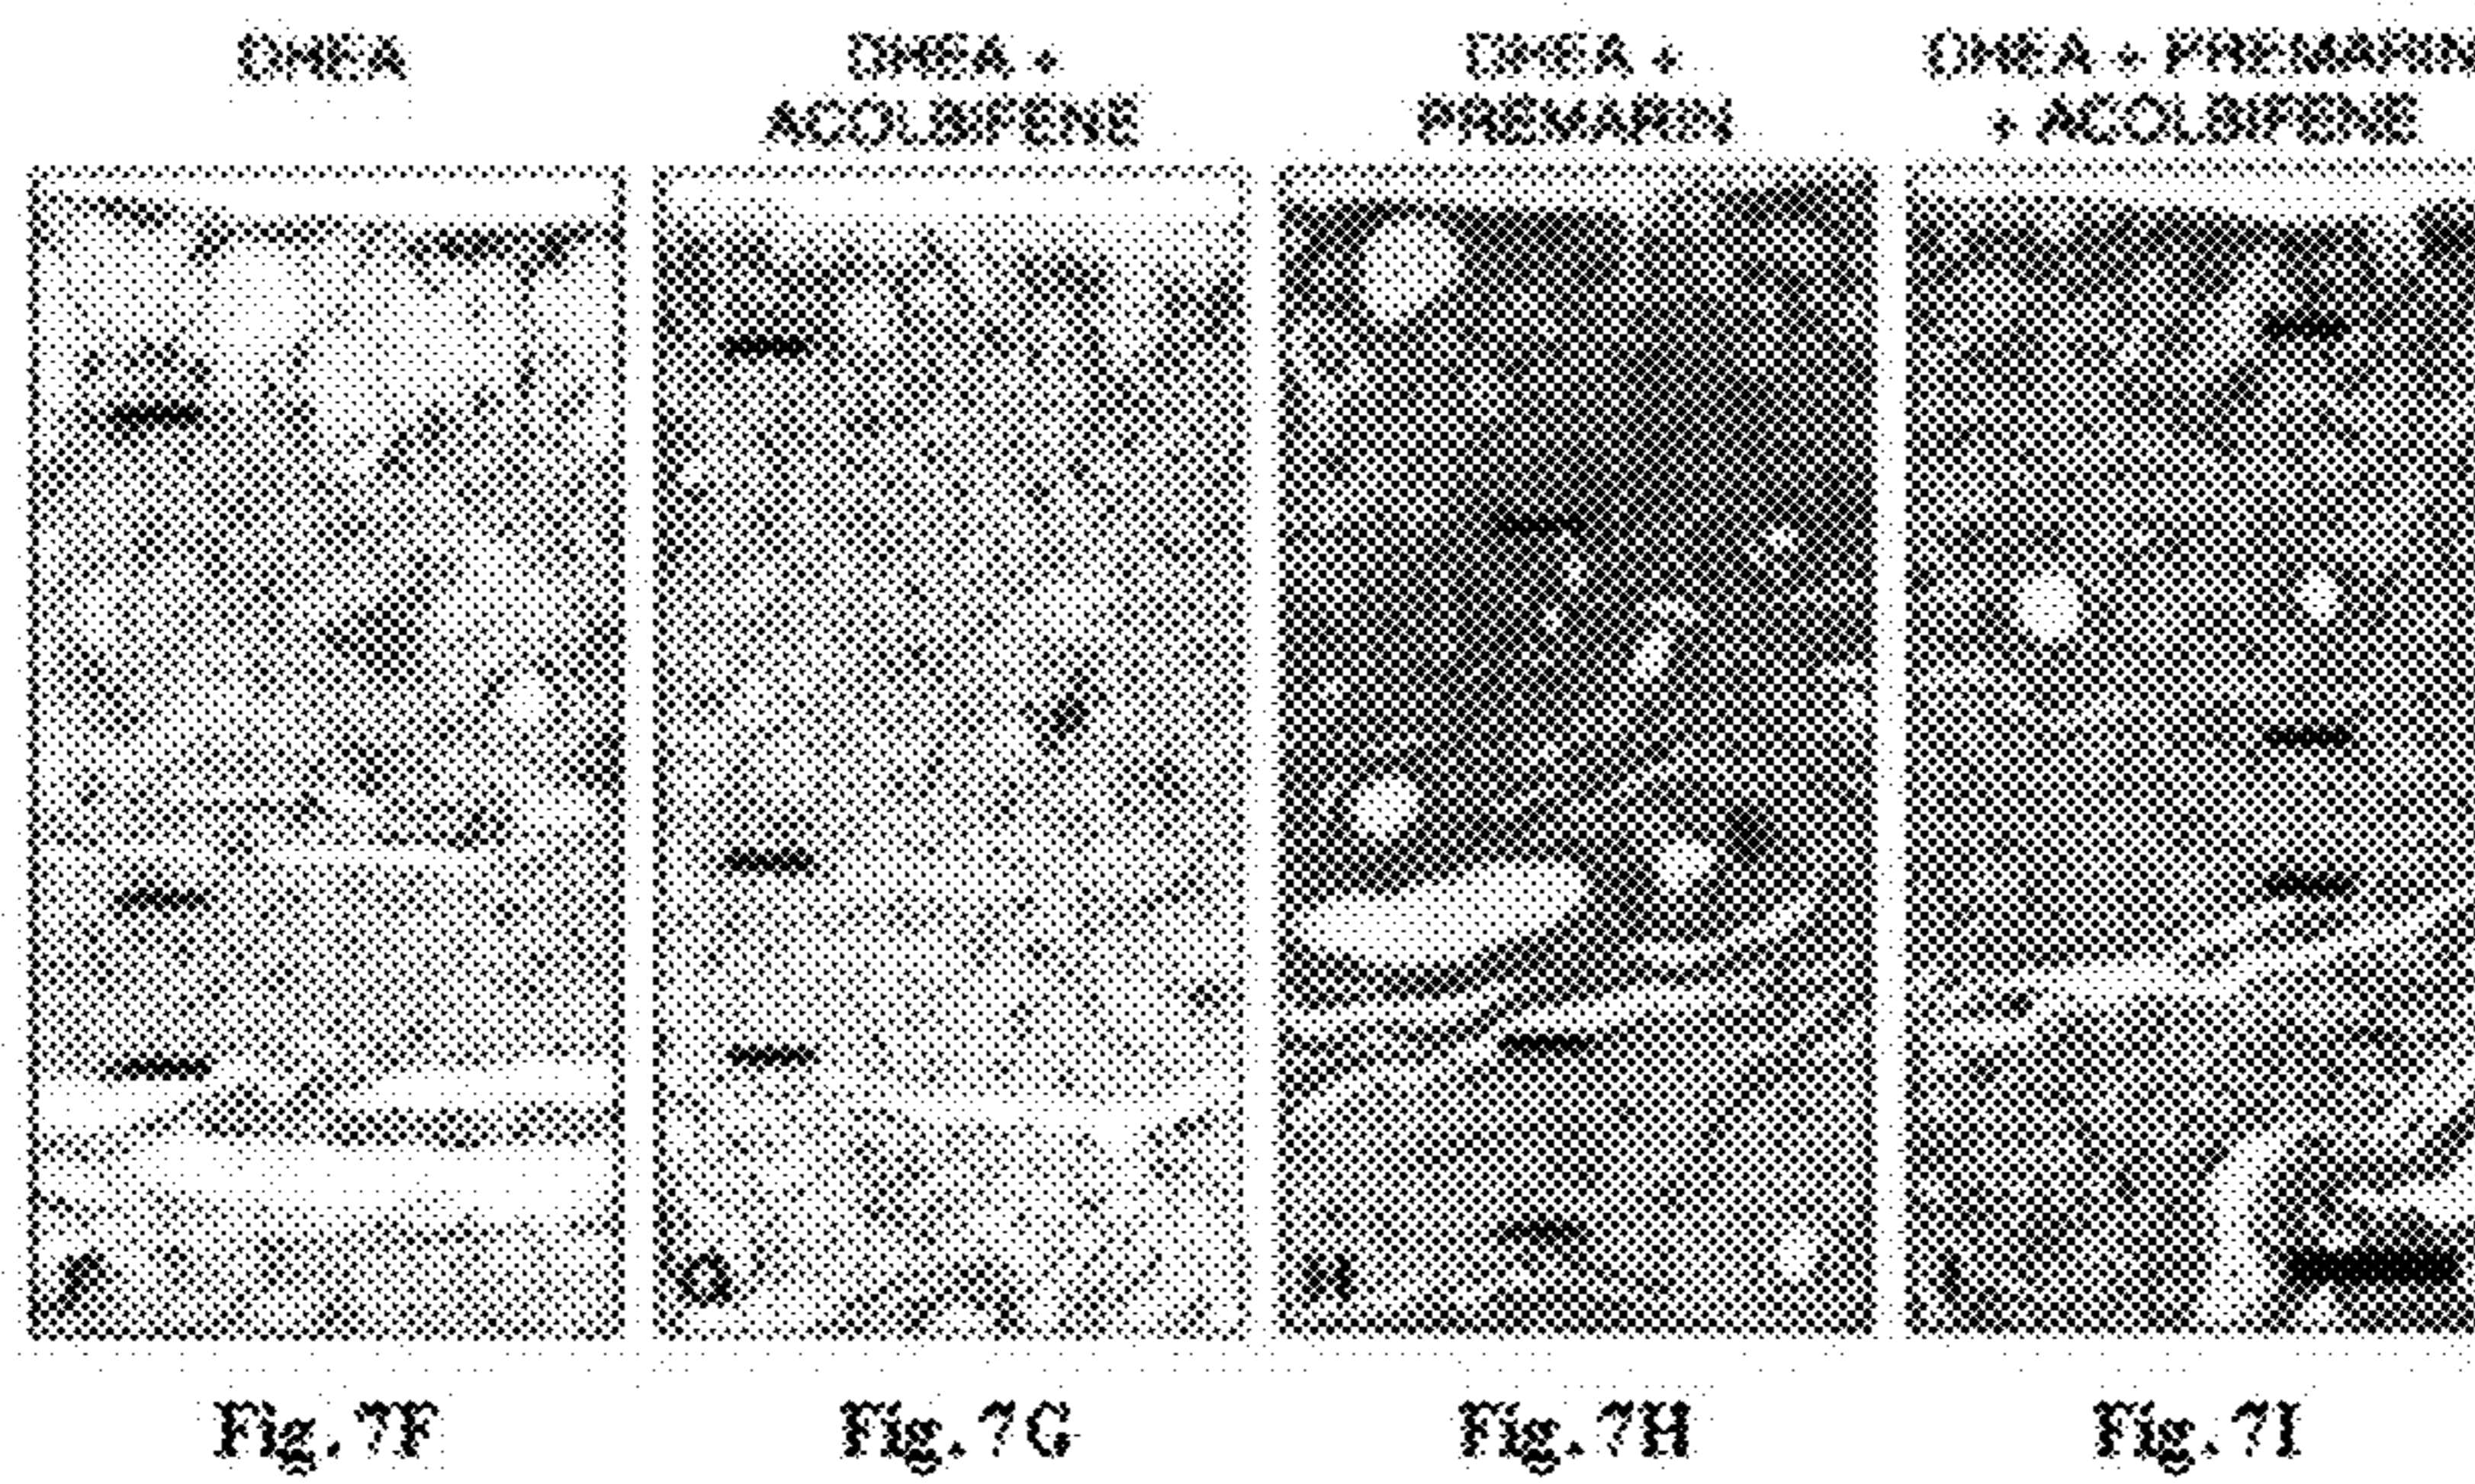 DHEA
DHEA +
ACOLBIFENE
DHEA +
PREMARIN
DHEA + PREMARIN
+ ACOLBIFENE
F
G
H
I
Fig. 7F
Fig. 7G
Fig. 7H
Fig. 7I